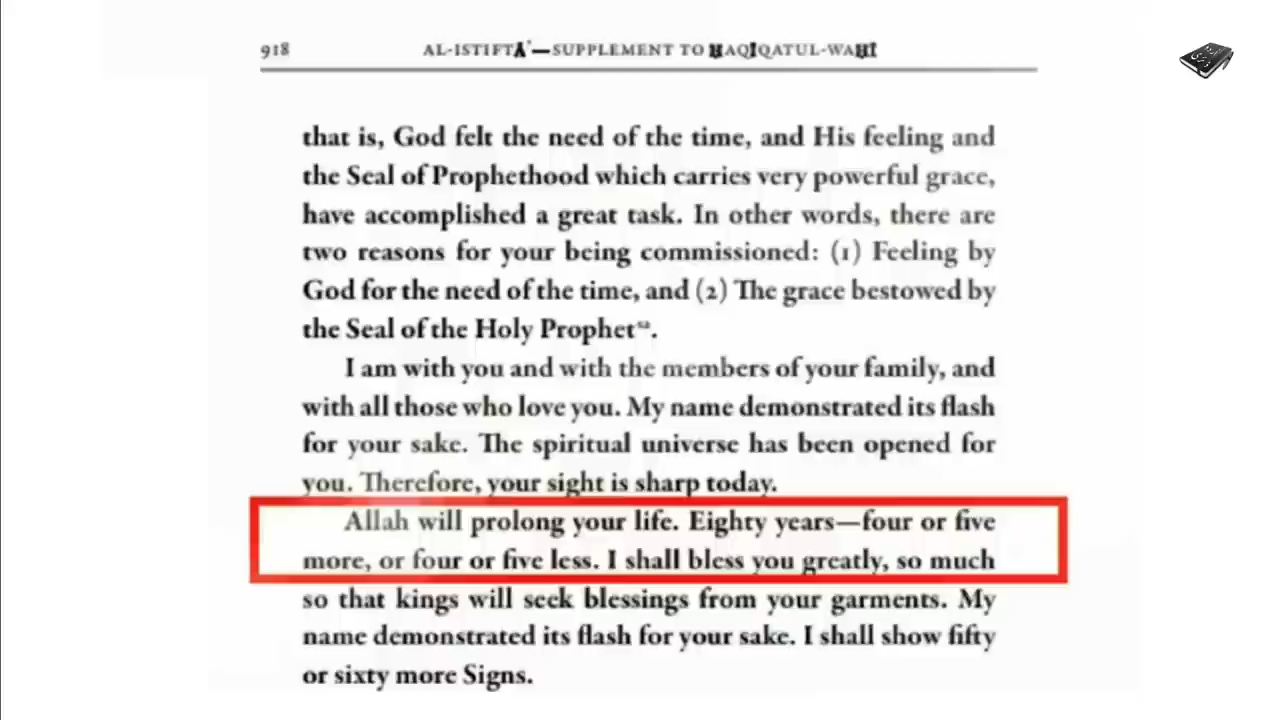 918 AL-ISTIFTĀ’—SUPPLEMENT TO ḤAQĪQATUL-WAḤĪ
that is, God felt the need of the time, and His feeling and
the Seal of Prophethood which carries very powerful grace,
have accomplished a great task. In other words, there are
two reasons for your being commissioned: (1) Feeling by
God for the need of the time, and (2) The grace bestowed by
the Seal of the Holy Prophet.
I am with you and with the members of your family, and
with all those who love you. My name demonstrated its flash
for your sake. The spiritual universe has been opened for
you. Therefore, your sight is sharp today.
Allah will prolong your life. Eighty years—four or five
more, or four or five less. I shall bless you greatly, so much
so that kings will seek blessings from your garments. My
name demonstrated its flash for your sake. I shall show fifty
or sixty more Signs.